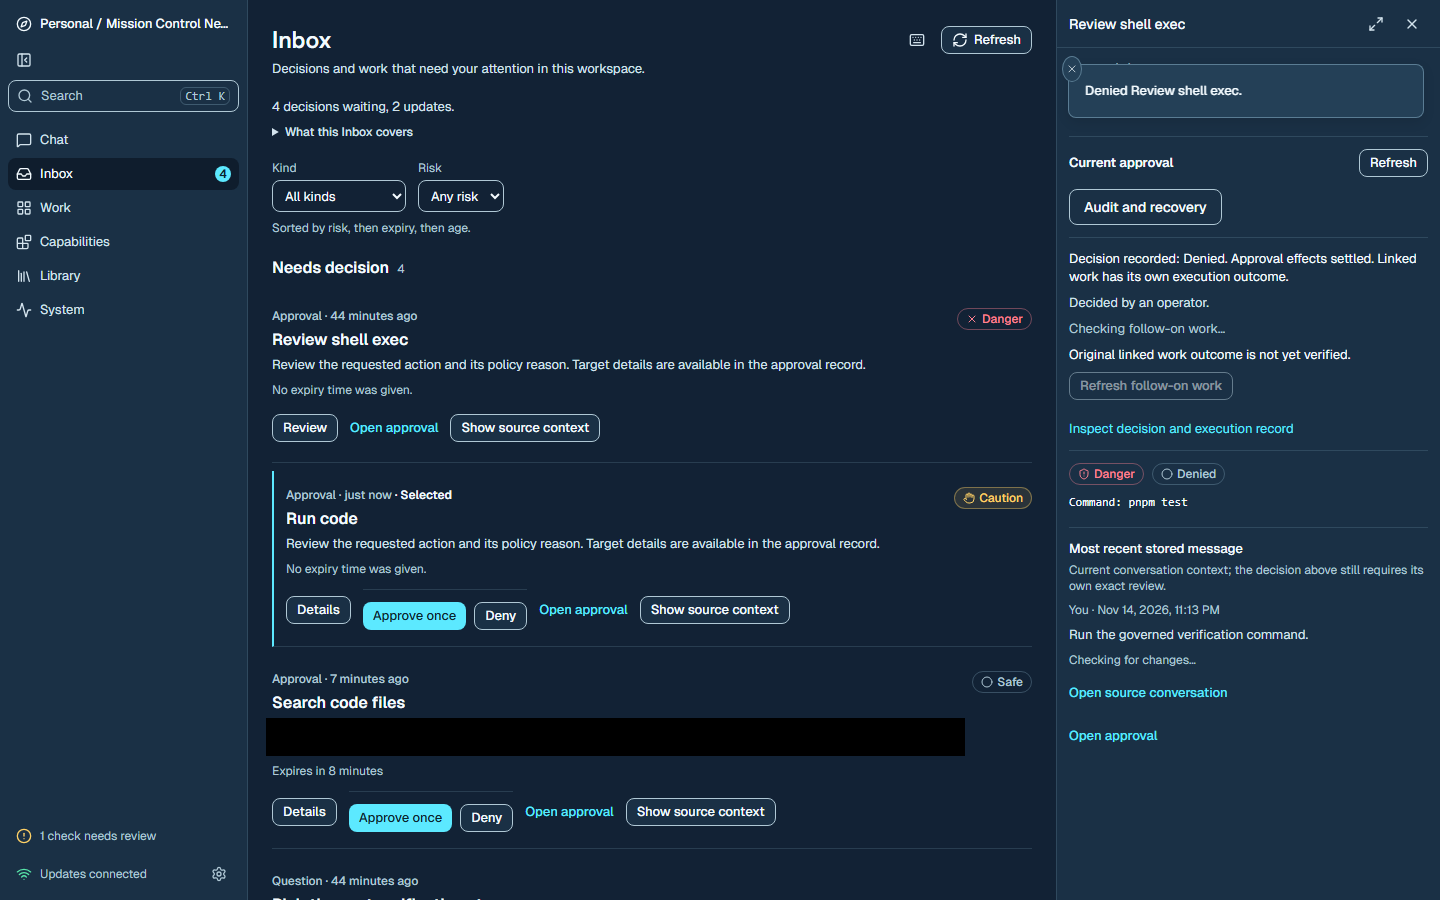 Personal / Mission Control Ne...
Search
Ctrl K
Chat
Inbox
4
Work
Capabilities
Library
System
1 check needs review
Updates connected
Inbox
Refresh
Decisions and work that need your attention in this workspace.
4 decisions waiting, 2 updates.
What this Inbox covers
Kind
Risk
All kinds
Any risk
Sorted by risk, then expiry, then age.
Needs decision 4
Approval · 44 minutes ago
Danger
Review shell exec
Review the requested action and its policy reason. Target details are available in the approval record.
No expiry time was given.
Review
Open approval
Show source context
Approval · just now · Selected
Caution
Run code
Review the requested action and its policy reason. Target details are available in the approval record.
No expiry time was given.
Details
Approve once
Deny
Open approval
Show source context
Approval · 7 minutes ago
Safe
Search code files
Expires in 8 minutes
Details
Approve once
Deny
Open approval
Show source context
Question · 44 minutes ago
Review shell exec
Denied Review shell exec.
Current approval
Refresh
Audit and recovery
Decision recorded: Denied. Approval effects settled. Linked
work has its own execution outcome.
Decided by an operator.
Checking follow-on work...
Original linked work outcome is not yet verified.
Refresh follow-on work
Inspect decision and execution record
Danger
Denied
Command: pnpm test
Most recent stored message
Current conversation context; the decision above still requires its
own exact review.
You · Nov 14, 2026, 11:13 PM
Run the governed verification command.
Checking for changes...
Open source conversation
Open approval